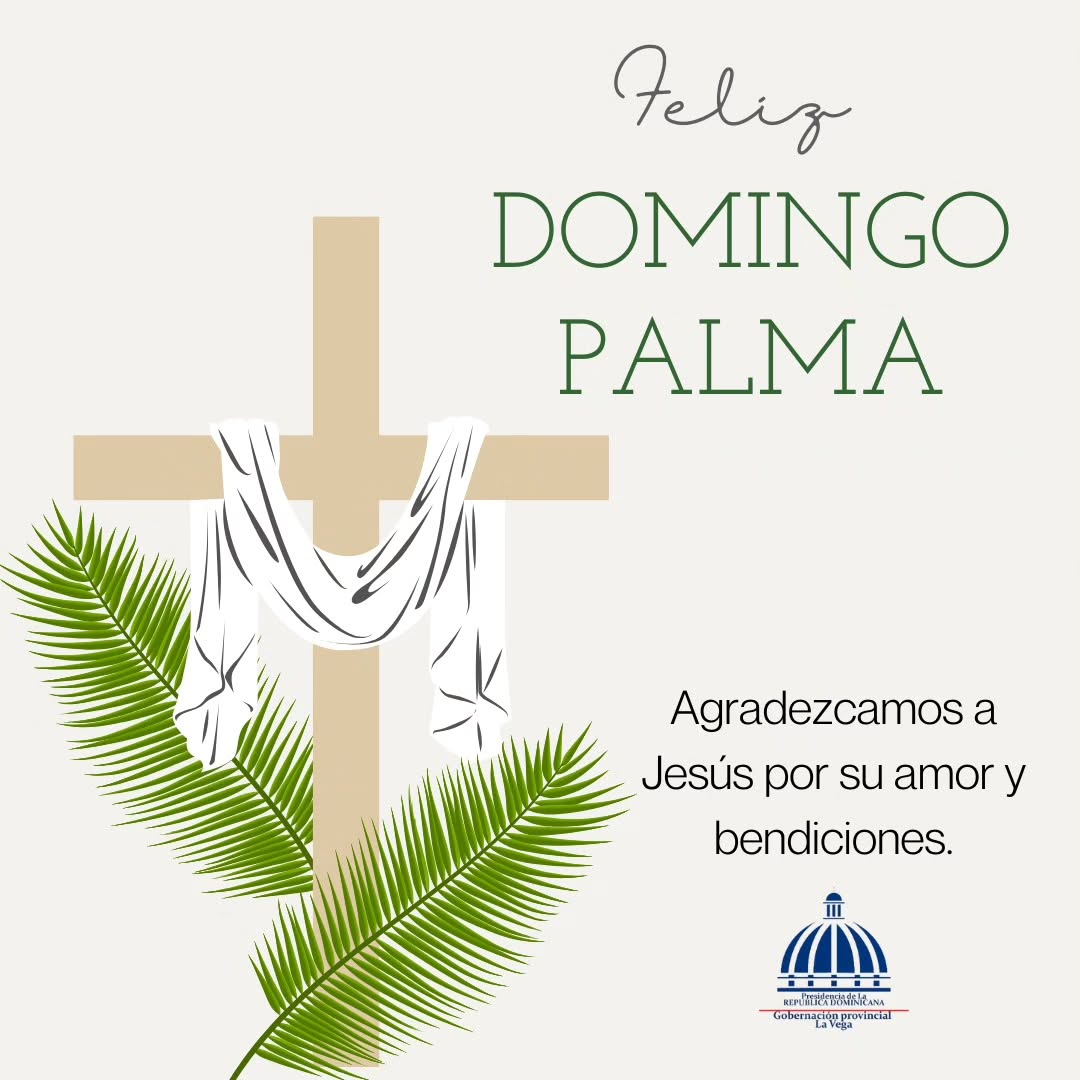 Feliz
DOMINGO
PALMA
Agradezcamos a
Jesús por su amor y
bendiciones.
Presidencia de La
REPÚBLICA DOMINICANA
Gobernación provincial
La Vega